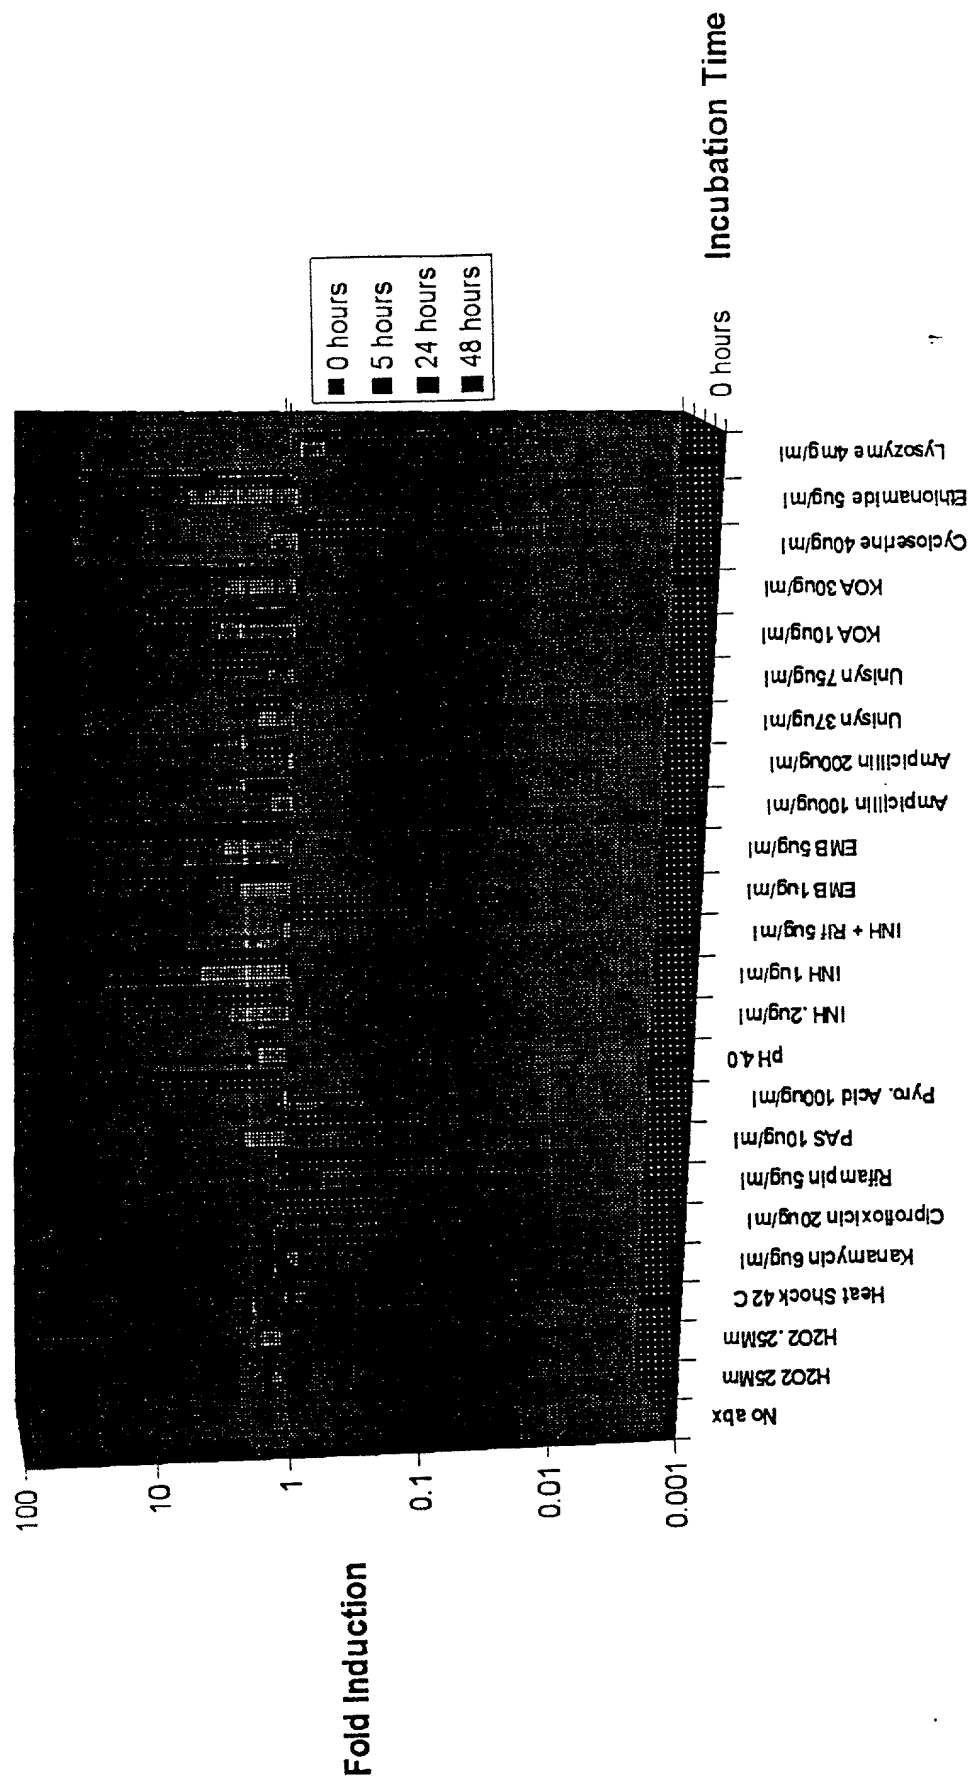 Fold Induction
100
10
1
0.1
0.01
0.001
No abx
H2O2 25Mm
H2O2 .25Mm
Heat Shock 42 C
Kanamycin 6ug/ml
Ciprofloxicin 20ug/ml
Rifampin 5ug/ml
PAS 10ug/ml
Pyro. Acid 100ug/ml
pH 4.0
INH .2ug/ml
INH 1ug/ml
INH + Rif 5ug/ml
EMB 1ug/ml
EMB 5ug/ml
Ampicillin 100ug/ml
Ampicillin 200ug/ml
Unisyn 37ug/ml
Unisyn 75ug/ml
KOA 10ug/ml
KOA 30ug/ml
Cycloserine 40ug/ml
Ethionamide 5ug/ml
Lysozyme 4mg/ml
0 hours
5 hours
24 hours
48 hours
0 hours
Incubation Time